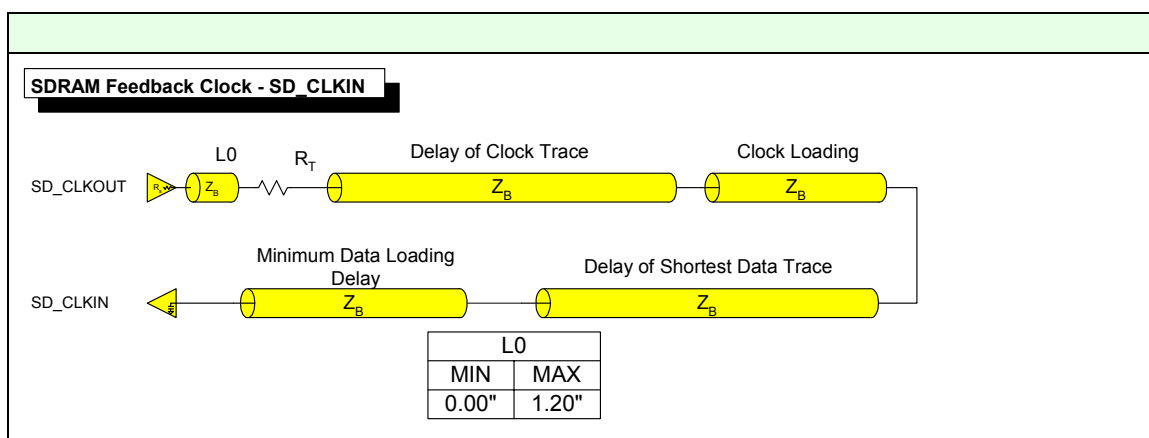 SDRAM Feedback Clock - SD_CLKIN
L0
R_T
Delay of Clock Trace
Clock Loading
SD_CLKOUT
R_s
Z_B
Z_B
Z_B
Minimum Data Loading
Delay
Delay of Shortest Data Trace
SD_CLKIN
Z_B
Z_B
L0
MIN MAX
0.00" 1.20"